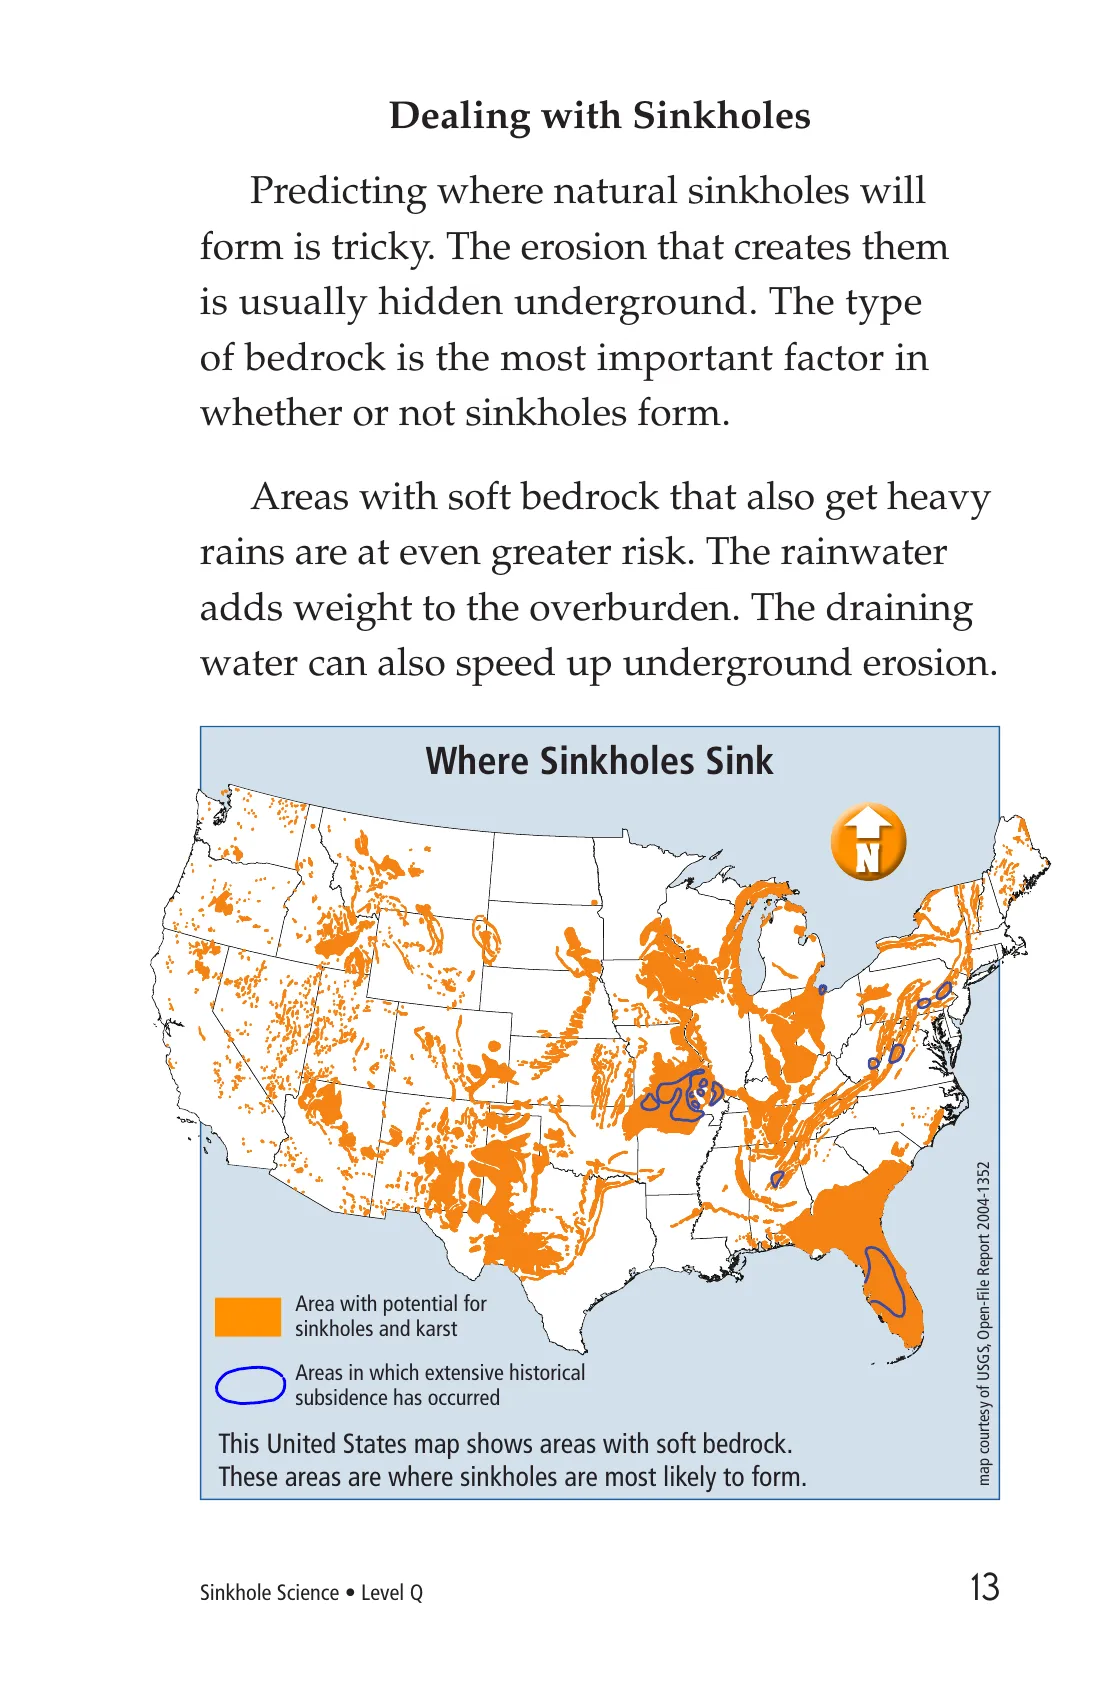 Dealing with Sinkholes
Predicting where natural sinkholes will
form is tricky. The erosion that creates them
is usually hidden underground. The type
of bedrock is the most important factor in
whether or not sinkholes form.
Areas with soft bedrock that also get heavy
rains are at even greater risk. The rainwater
adds weight to the overburden. The draining
water can also speed up underground erosion.
Where Sinkholes Sink
N
Area with potential for
sinkholes and karst
Areas in which extensive historical
subsidence has occurred
This United States map shows areas with soft bedrock.
These areas are where sinkholes are most likely to form.
map courtesy of USGS, Open-File Report 2004-1352
Sinkhole Science • Level Q
13